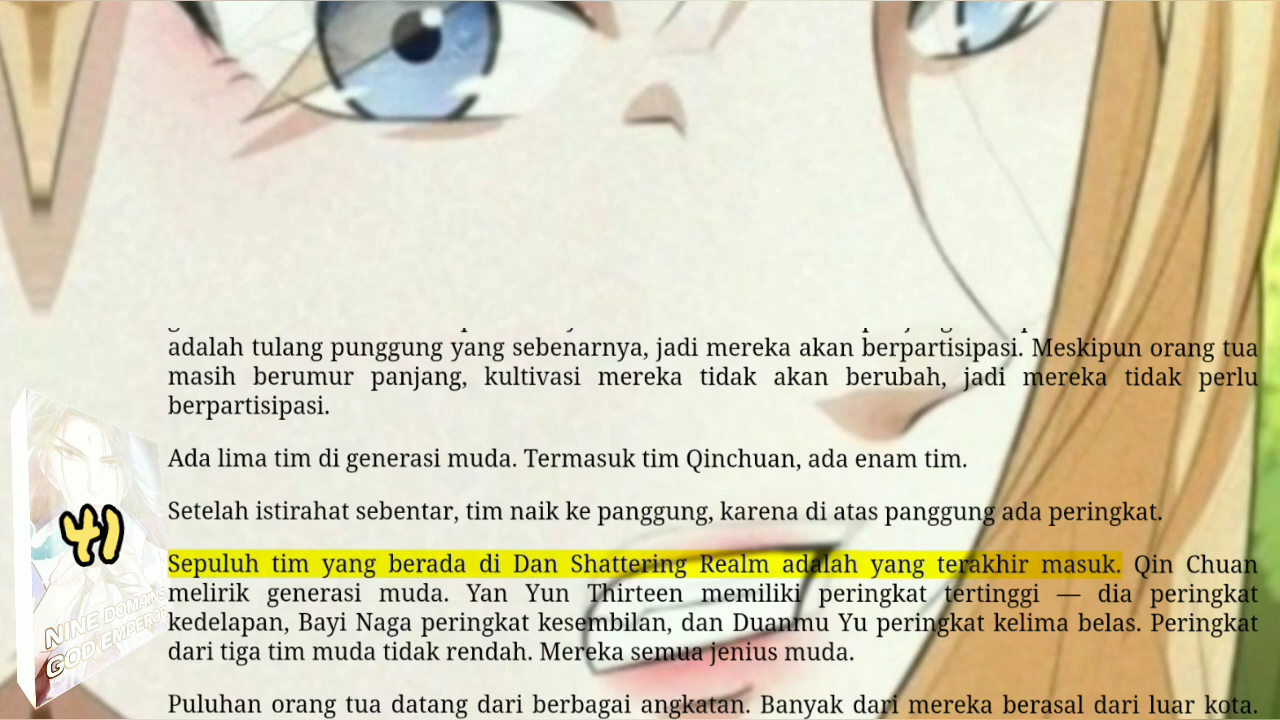 adalah tulang punggung yang sebenarnya, jadi mereka akan berpartisipasi. Meskipun orang tua
masih berumur panjang, kultivasi mereka tidak akan berubah, jadi mereka tidak perlu
berpartisipasi.
Ada lima tim di generasi muda. Termasuk tim Qinchuan, ada enam tim.
Setelah istirahat sebentar, tim naik ke panggung, karena di atas panggung ada peringkat.
Sepuluh tim yang berada di Dan Shattering Realm adalah yang terakhir masuk. Qin Chuan
melirik generasi muda. Yan Yun Thirteen memiliki peringkat tertinggi — dia peringkat
kedelapan, Bayi Naga peringkat kesembilan, dan Duanmu Yu peringkat kelima belas. Peringkat
dari tiga tim muda tidak rendah. Mereka semua jenius muda.
Puluhan orang tua datang dari berbagai angkatan. Banyak dari mereka berasal dari luar kota.
41
NINE DOMAINS
GOD EMPEROR